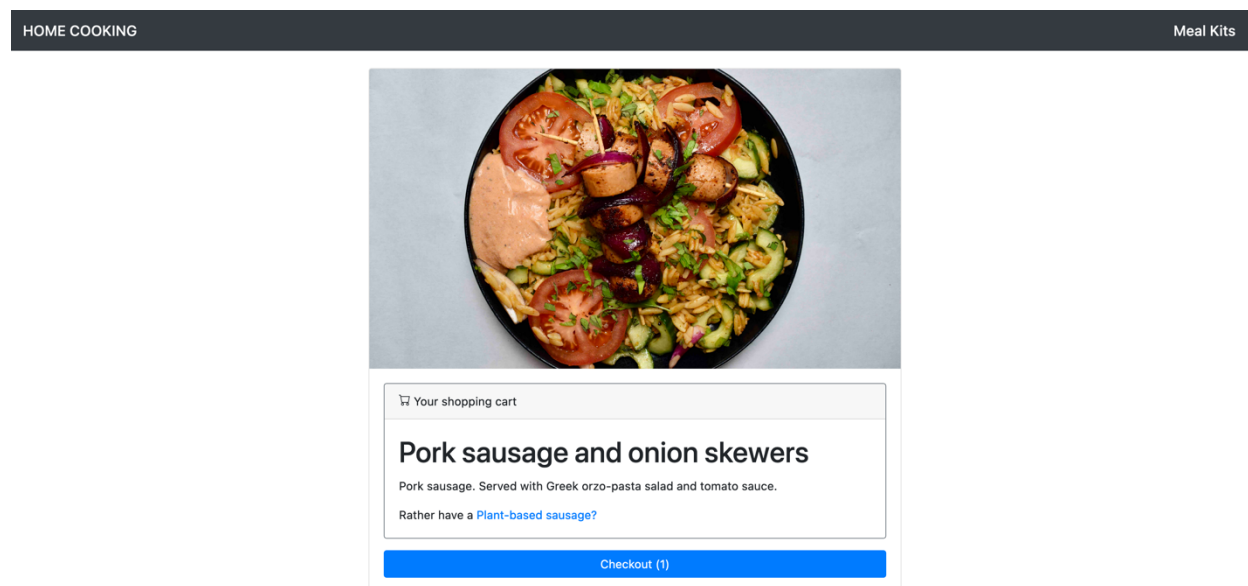 HOME COOKING
Meal Kits
Your shopping cart
Pork sausage and onion skewers
Pork sausage. Served with Greek orzo-pasta salad and tomato sauce.
Rather have a Plant-based sausage?
Checkout (1)